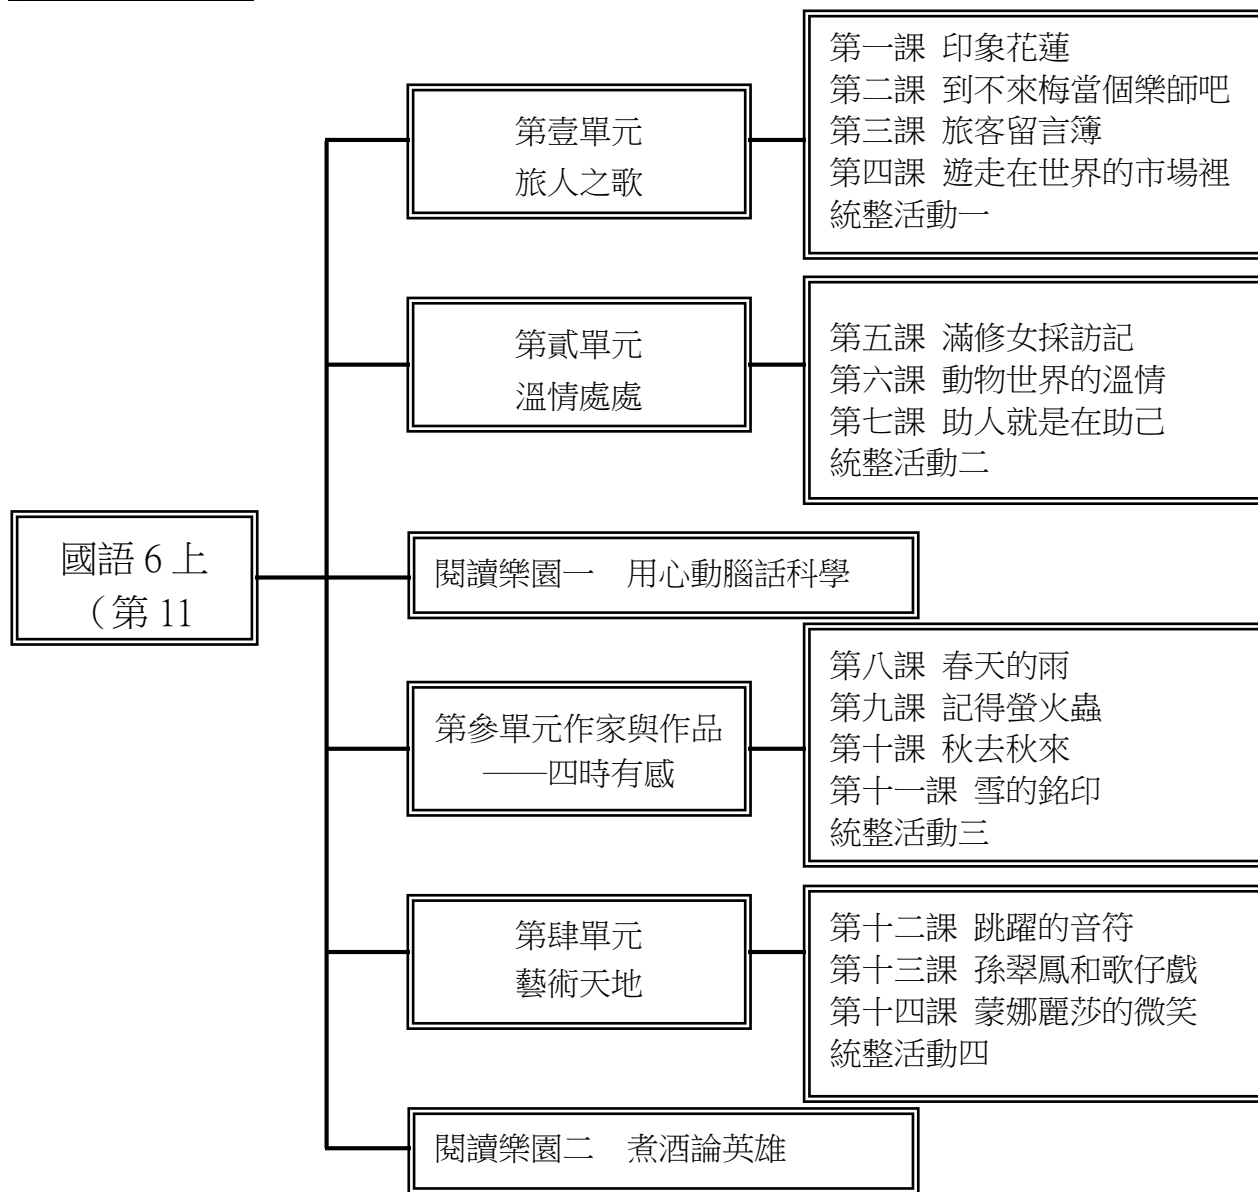 國語 6 上
（第 11
第壹單元
旅人之歌
第一課 印象花蓮
第二課 到不來梅當個樂師吧
第三課 旅客留言簿
第四課 遊走在世界的市場裡
統整活動一
第貳單元
溫情處處
第五課 滿修女採訪記
第六課 動物世界的溫情
第七課 助人就是在助己
統整活動二
閱讀樂園一　用心動腦話科學
第參單元作家與作品
——四時有感
第八課 春天的雨
第九課 記得螢火蟲
第十課 秋去秋來
第十一課 雪的銘印
統整活動三
第肆單元
藝術天地
第十二課 跳躍的音符
第十三課 孫翠鳳和歌仔戲
第十四課 蒙娜麗莎的微笑
統整活動四
閱讀樂園二　煮酒論英雄